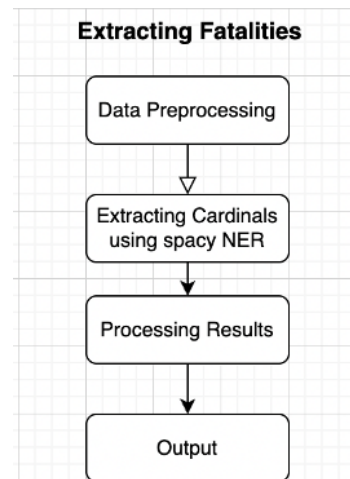 Extracting Fatalities
Data Preprocessing
Extracting Cardinals
using spacy NER
Processing Results
Output